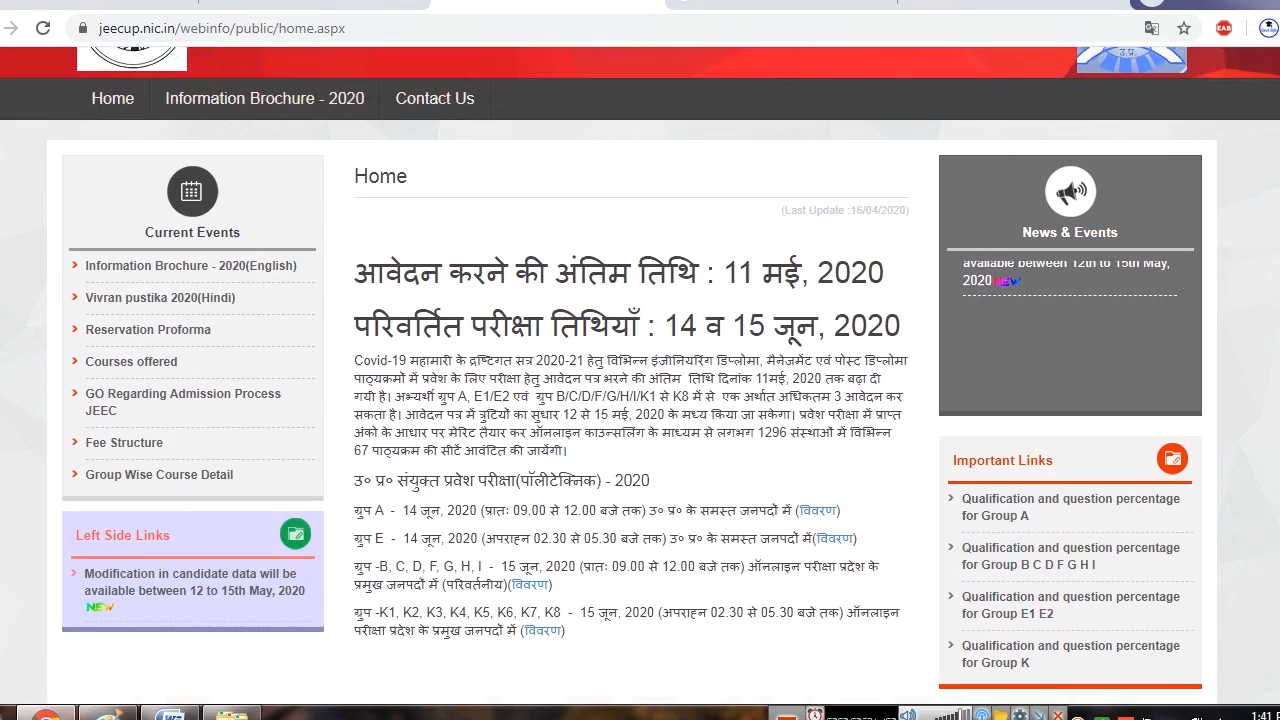 jeecup.nic.in/webinfo/public/home.aspx
EAB
उ.प्र.
Home
Information Brochure - 2020
Contact Us
Current Events
Information Brochure - 2020(English)
Vivran pustika 2020(Hindi)
Reservation Proforma
Courses offered
GO Regarding Admission Process
JEEC
Fee Structure
Group Wise Course Detail
Left Side Links
Modification in candidate data will be
available between 12 to 15th May, 2020
NEW
Home
(Last Update :16/04/2020)
आवेदन करने की अंतिम तिथि : 11 मई, 2020
परिवर्तित परीक्षा तिथियाँ : 14 व 15 जून, 2020
Covid-19 महामारी के द्रष्टिगत सत्र 2020-21 हेतु विभिन्न इंजीनियरिंग डिप्लोमा, मैनेजमेंट एवं पोस्ट डिप्लोमा
पाठ्यक्रमों में प्रवेश के लिए परीक्षा हेतु आवेदन पत्र भरने की अंतिम तिथि दिनांक 11मई, 2020 तक बढ़ा दी
गयी है। अभ्यर्थी ग्रुप A, E1/E2 एवं ग्रुप B/C/D/F/G/H/I/K1 से K8 में से एक अर्थात अधिकतम 3 आवेदन कर
सकता है। आवेदन पत्र में त्रुटियों का सुधार 12 से 15 मई, 2020 के मध्य किया जा सकेगा। प्रवेश परीक्षा में प्राप्त
अंको के आधार पर मेरिट तैयार कर ऑनलाइन काउन्सलिंग के माध्यम से लगभग 1296 संस्थाओं में विभिन्न
67 पाठ्यक्रम की सीटें आवंटित की जायेंगी।
उ० प्र० संयुक्त प्रवेश परीक्षा(पॉलीटेक्निक) - 2020
ग्रुप A - 14 जून, 2020 (प्रातः 09.00 से 12.00 बजे तक) उ० प्र० के समस्त जनपदों में (विवरण)
ग्रुप E - 14 जून, 2020 (अपराह्न 02.30 से 05.30 बजे तक) उ० प्र० के समस्त जनपदों में(विवरण)
ग्रुप -B, C, D, F, G, H, I - 15 जून, 2020 (प्रातः 09.00 से 12.00 बजे तक) ऑनलाइन परीक्षा प्रदेश के
प्रमुख जनपदों में (परिवर्तनीय)(विवरण)
ग्रुप -K1, K2, K3, K4, K5, K6, K7, K8 - 15 जून, 2020 (अपराह्न 02.30 से 05.30 बजे तक) ऑनलाइन
परीक्षा प्रदेश के प्रमुख जनपदों में (विवरण)
News & Events
available between 12th to 15th May,
2020 NEW
Important Links
Qualification and question percentage
for Group A
Qualification and question percentage
for Group B C D F G H I
Qualification and question percentage
for Group E1 E2
Qualification and question percentage
for Group K
1:41